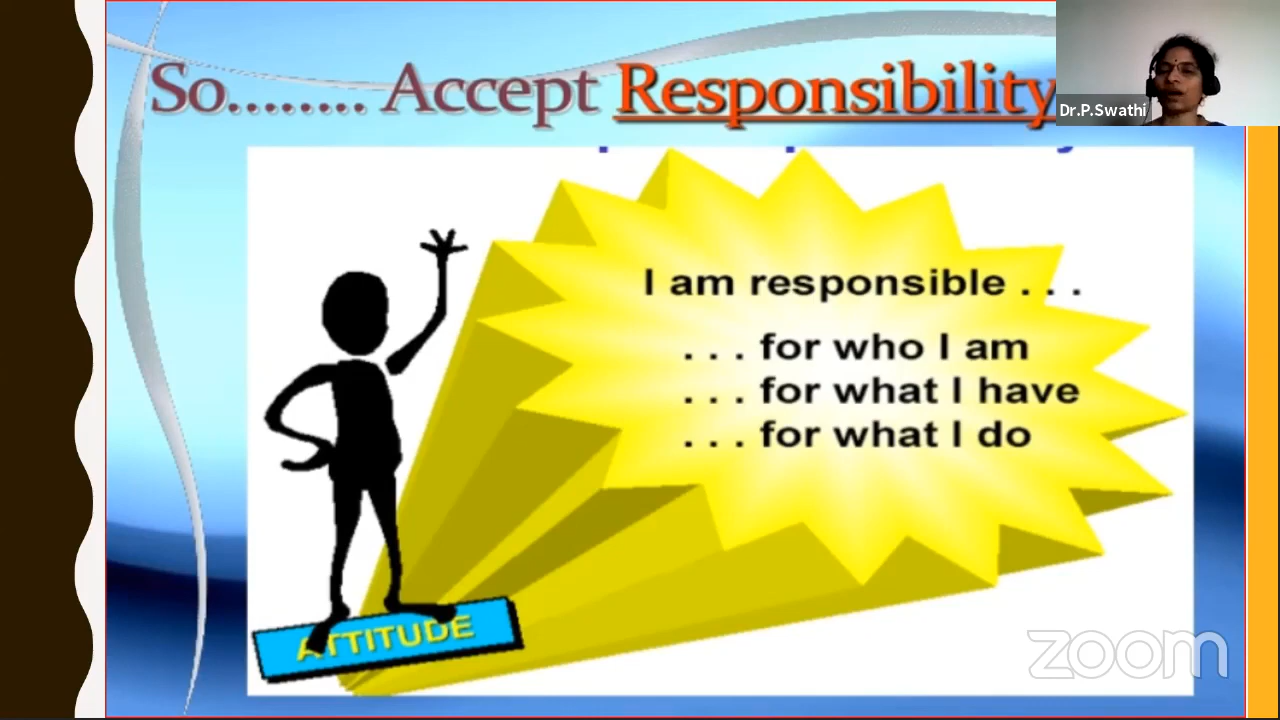 So........ Accept Responsibility
Dr.P.Swathi
I am responsible . . .
. . . for who I am
. . . for what I have
. . . for what I do
ATTITUDE
zoom